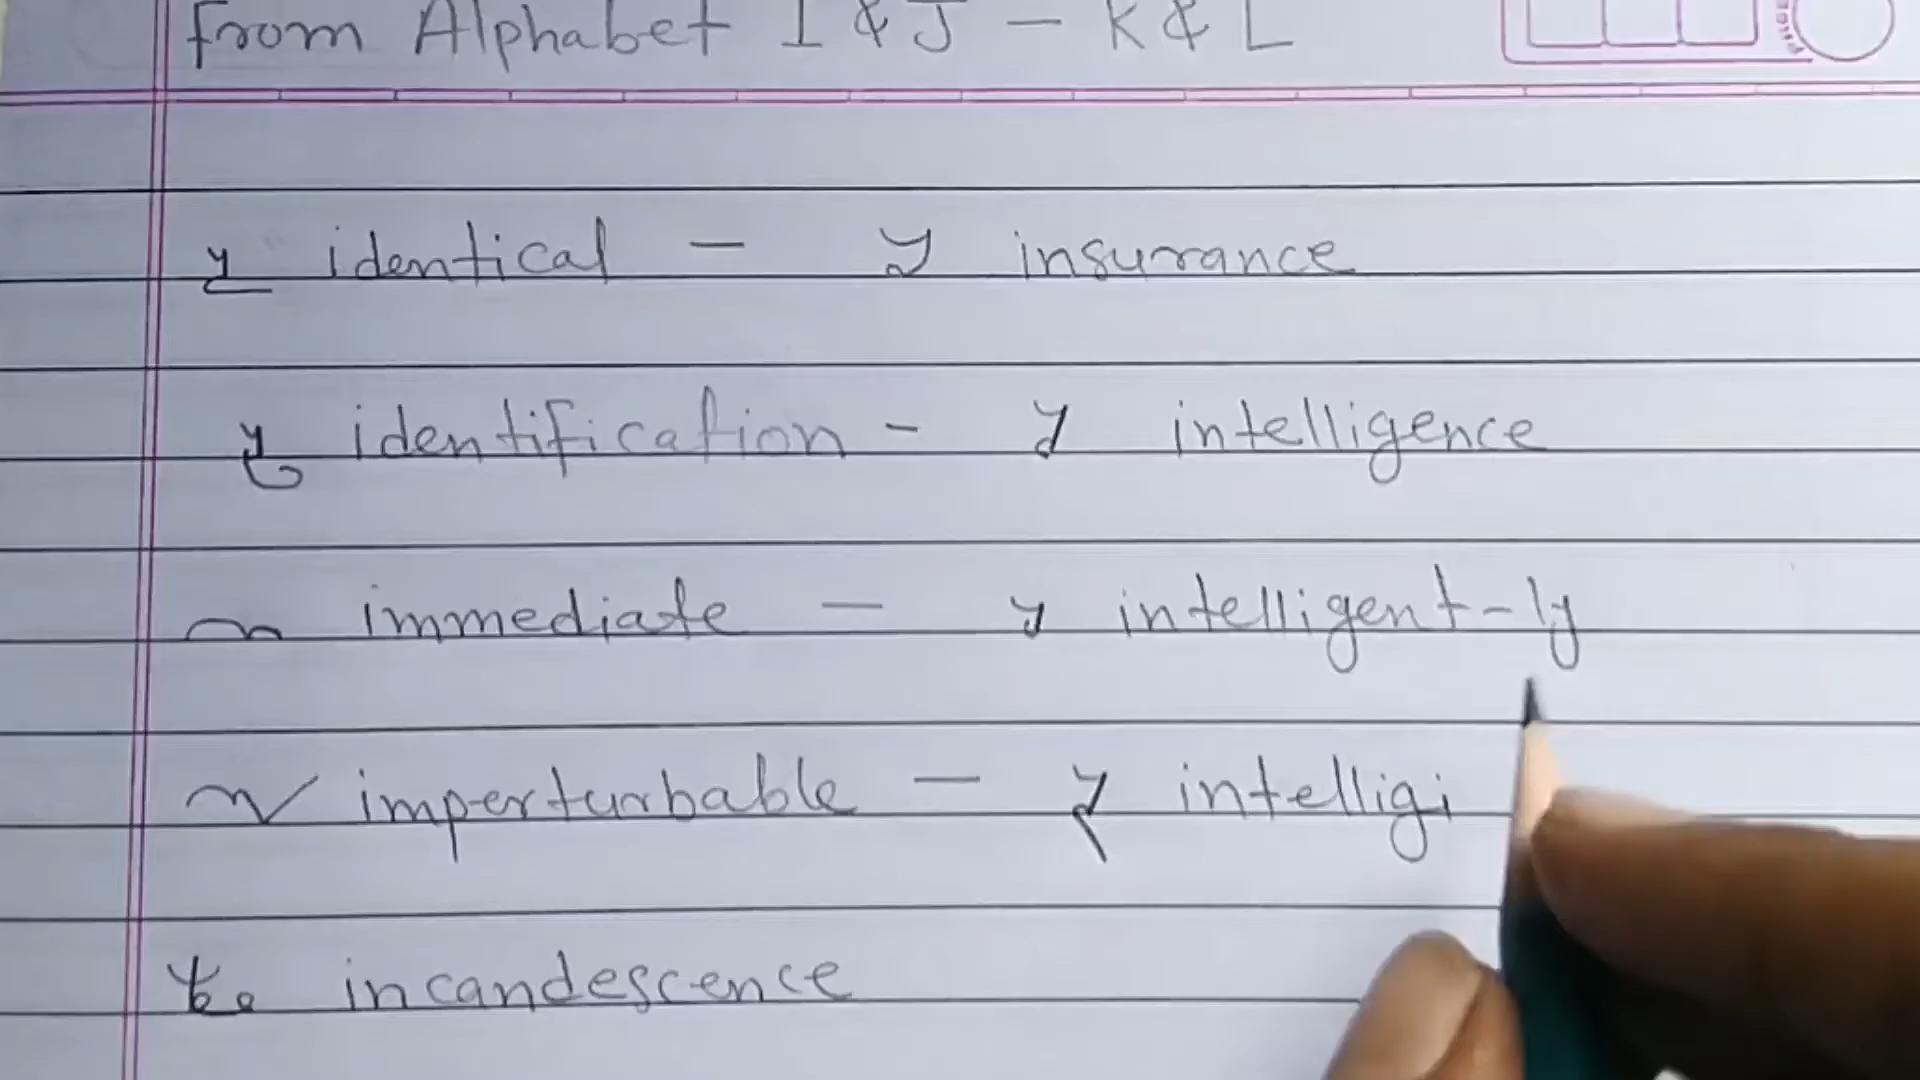 from Alphabet I & J - K & L
identical - insurance
identification - intelligence
immediate - intelligent-ly
imperturbable - intelligi
incandescence